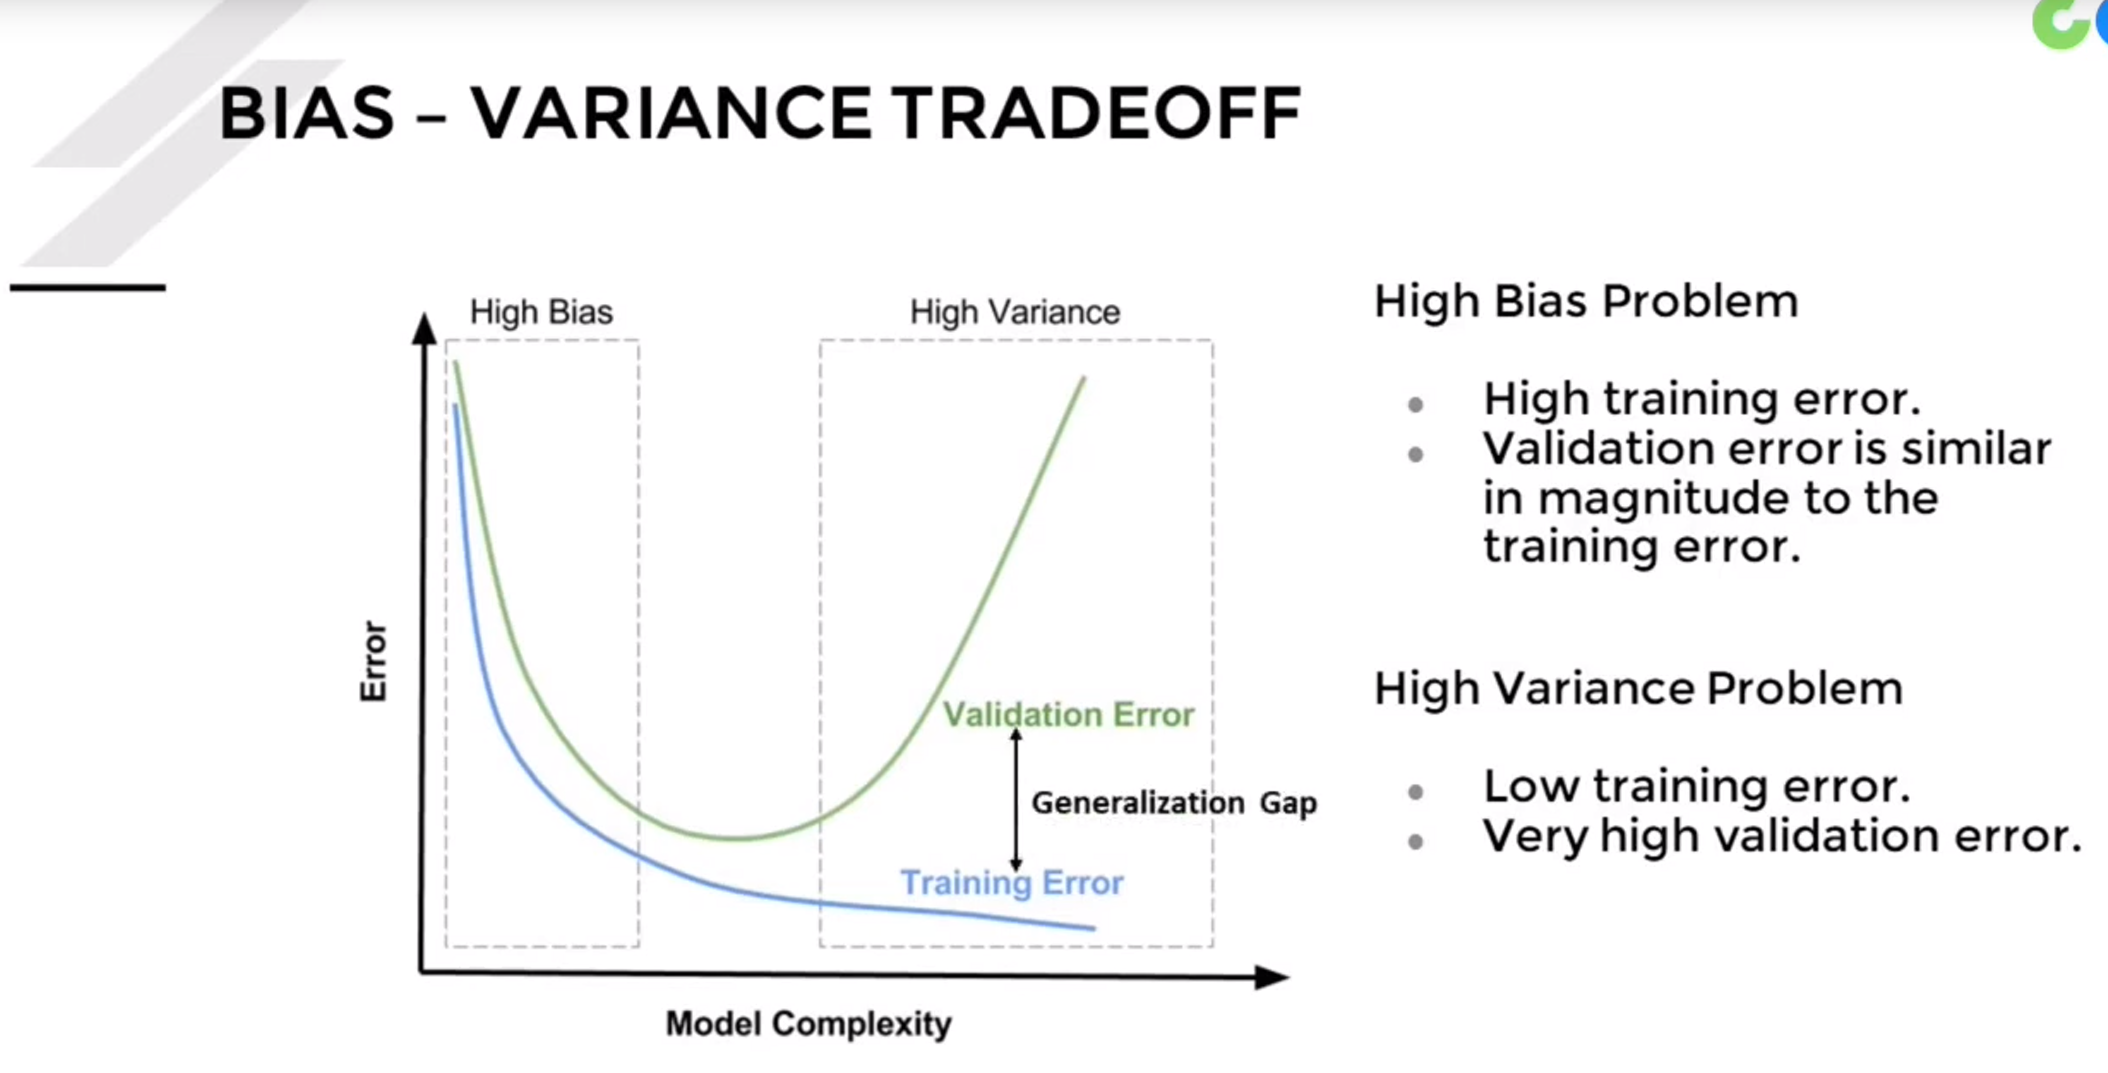 BIAS – VARIANCE TRADEOFF
High Bias
High Variance
Error
Validation Error
Generalization Gap
Training Error
Model Complexity
High Bias Problem
High training error.
Validation error is similar
in magnitude to the
training error.
High Variance Problem
Low training error.
Very high validation error.